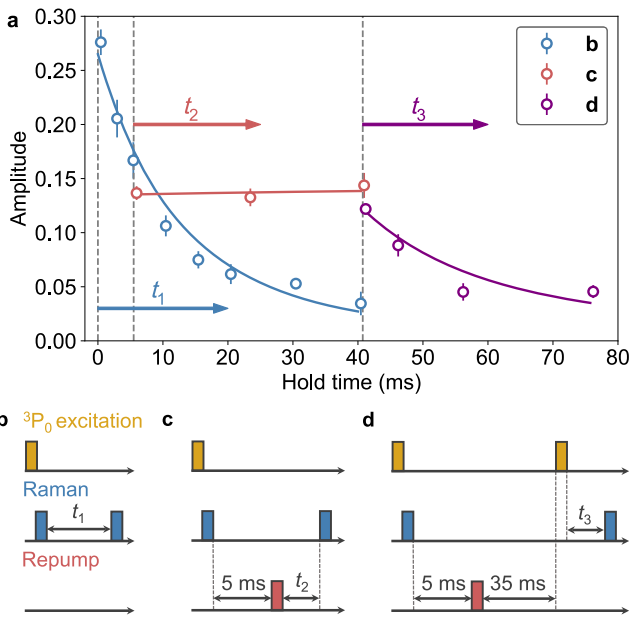 a
0.30
0.25
0.20
0.15
0.10
0.05
0.00
Amplitude
t2
t3
t1
b
c
d
0 10 20 30 40 50 60 70 80
Hold time (ms)
b ³P₀ excitation
c
d
Raman
t1
t3
Repump
5 ms
t2
5 ms
35 ms